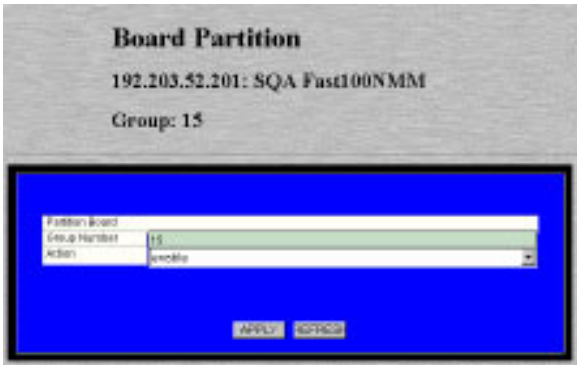 Board Partition
192.203.52.201: SQA Fast100NMM
Group: 15
Partition Board
Group Number 15
Action enable
APPLY REFRESH